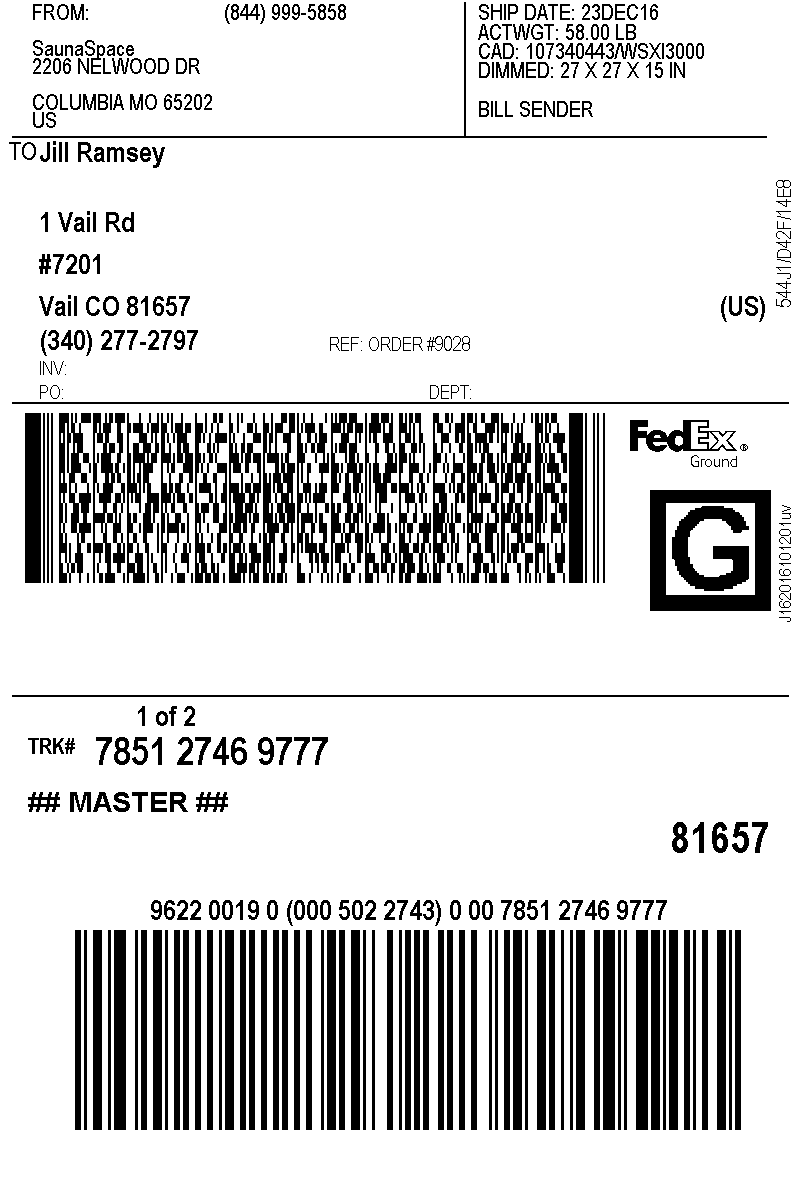 FROM: (844) 999-5858
SaunaSpace
2206 NELWOOD DR
COLUMBIA MO 65202
US
SHIP DATE: 23DEC16
ACTWGT: 58.00 LB
CAD: 107340443/WSXI3000
DIMMED: 27 X 27 X 15 IN
BILL SENDER
TO Jill Ramsey
1 Vail Rd
#7201
Vail CO 81657 (US)
(340) 277-2797 REF: ORDER #9028
INV:
PO: DEPT:
544J1/D42F/14E8
FedEx®
Ground
G
J162016101201uv
1 of 2
TRK# 7851 2746 9777
## MASTER ##
81657
9622 0019 0 (000 502 2743) 0 00 7851 2746 9777